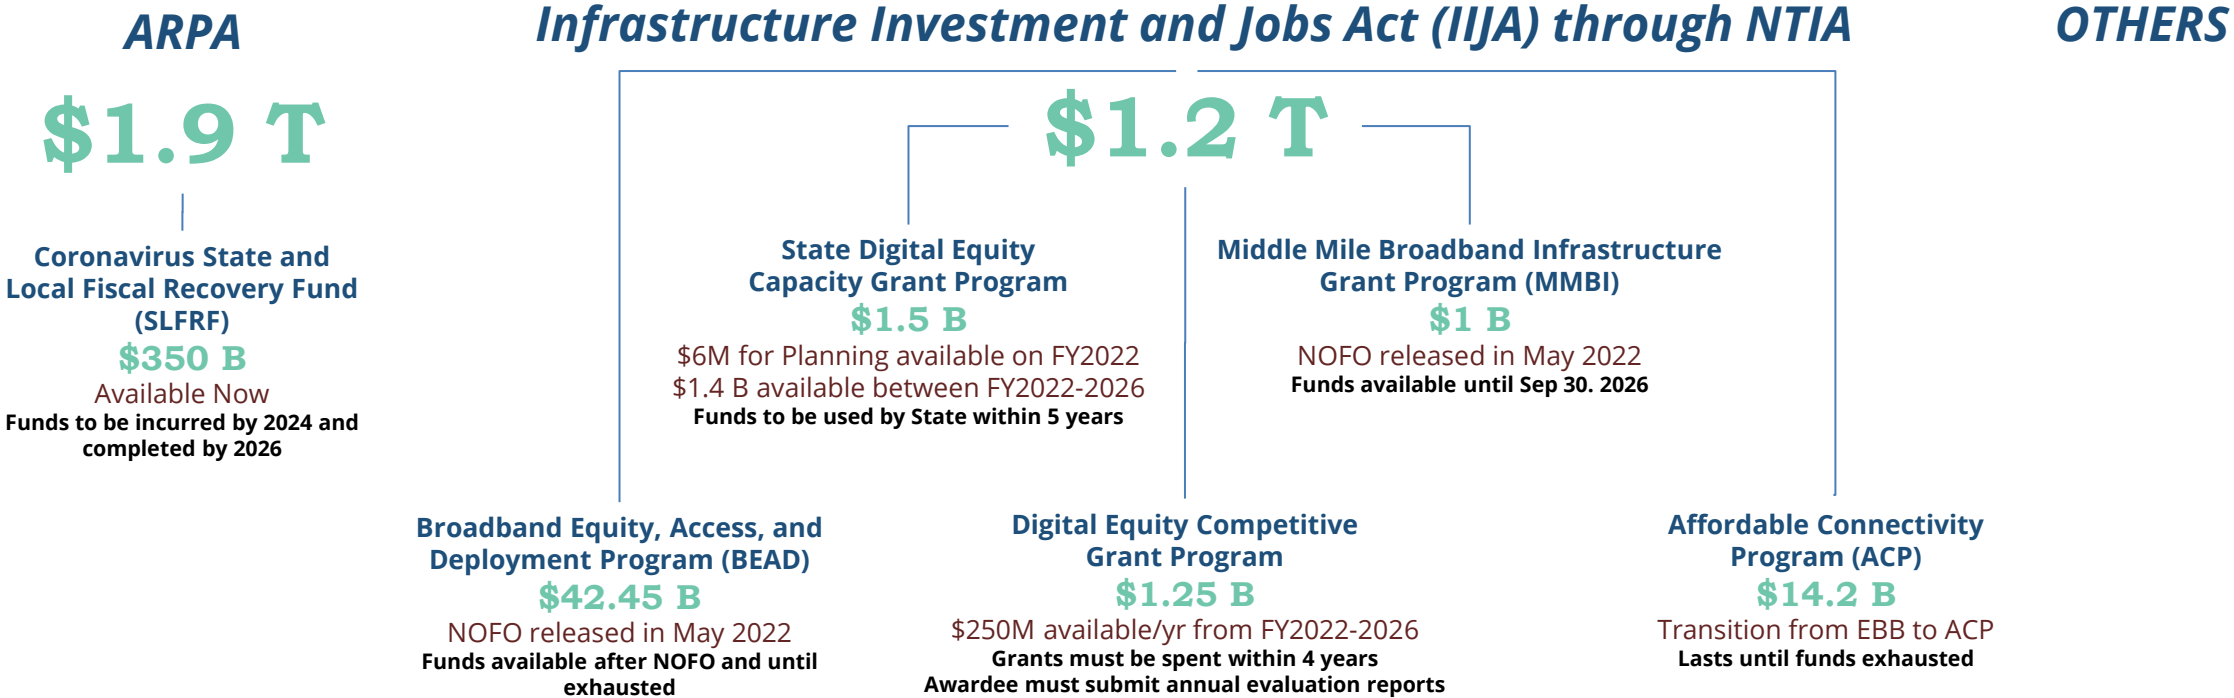 ARPA
Infrastructure Investment and Jobs Act (IIJA) through NTIA
OTHERS
$1.9 T
$1.2 T
Coronavirus State and
Local Fiscal Recovery Fund
(SLFRF)
$350 B
Available Now
Funds to be incurred by 2024 and
completed by 2026
State Digital Equity
Capacity Grant Program
$1.5 B
$6M for Planning available on FY2022
$1.4 B available between FY2022-2026
Funds to be used by State within 5 years
Middle Mile Broadband Infrastructure
Grant Program (MMBI)
$1 B
NOFO released in May 2022
Funds available until Sep 30. 2026
Broadband Equity, Access, and
Deployment Program (BEAD)
$42.45 B
NOFO released in May 2022
Funds available after NOFO and until
exhausted
Digital Equity Competitive
Grant Program
$1.25 B
$250M available/yr from FY2022-2026
Grants must be spent within 4 years
Awardee must submit annual evaluation reports
Affordable Connectivity
Program (ACP)
$14.2 B
Transition from EBB to ACP
Lasts until funds exhausted